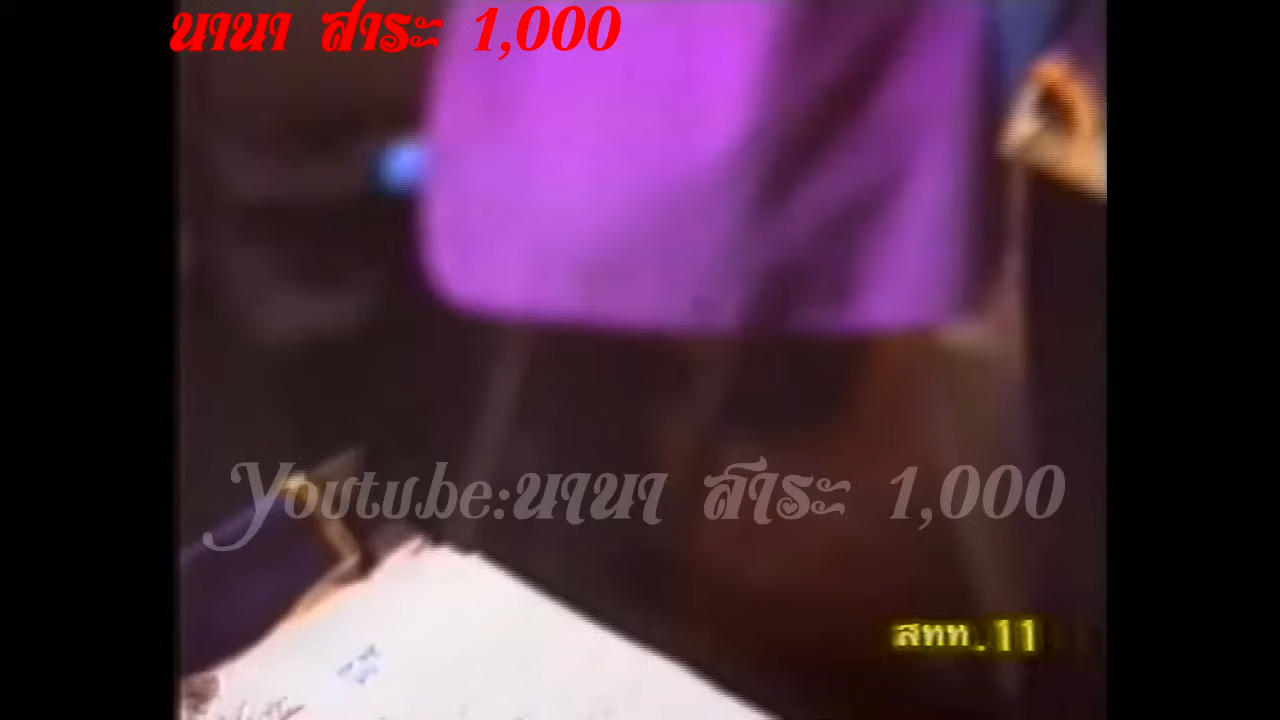 นานา สาระ 1,000
Youtube:นานา สาระ 1,000
สทท.11